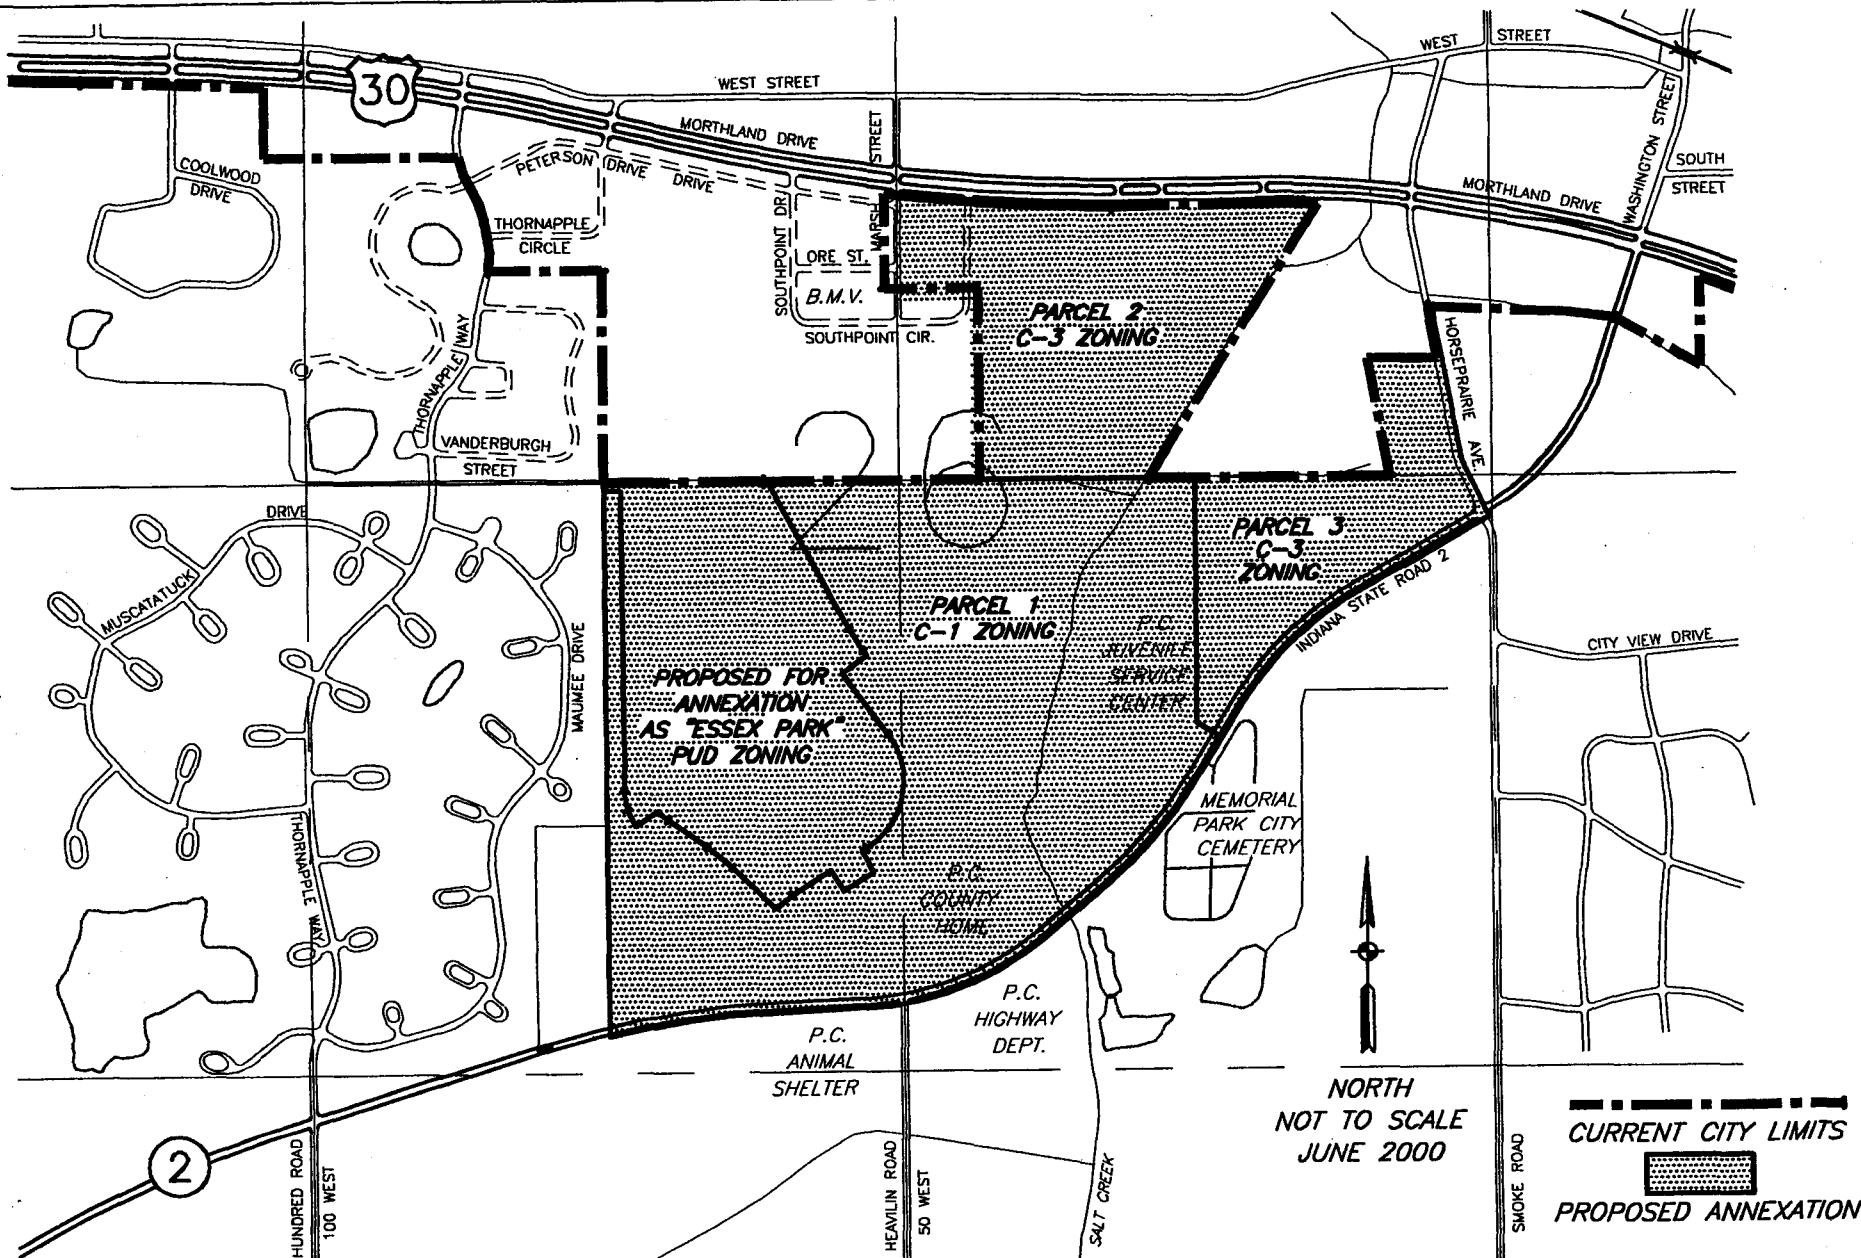 WEST STREET
WEST STREET
30
MORTHLAND DRIVE
MARSH STREET
WASHINGTON STREET
SOUTH
STREET
MORTHLAND DRIVE
COOLWOOD
DRIVE
PETERSON DRIVE DRIVE
THORNAPPLE
CIRCLE
SOUTHPOINT DR.
ORE ST.
B.M.V.
SOUTHPOINT CIR.
PARCEL 2
C-3 ZONING
HORSEPRAIRIE AVE.
THORNAPPLE WAY
VANDERBURGH
STREET
MUSCATATUCK DRIVE
MAUMEE DRIVE
PARCEL 3
C-3
ZONING
INDIANA STATE ROAD 2
PARCEL 1
C-1 ZONING
P.C.
JUVENILE
SERVICE
CENTER
CITY VIEW DRIVE
PROPOSED FOR
ANNEXATION
AS "ESSEX PARK"
PUD ZONING
MEMORIAL
PARK CITY
CEMETERY
THORNAPPLE WAY
P.C.
COUNTY
HOME
P.C.
HIGHWAY
DEPT.
P.C.
ANIMAL
SHELTER
NORTH
NOT TO SCALE
JUNE 2000
CURRENT CITY LIMITS
PROPOSED ANNEXATION
2
HUNDRED ROAD
100 WEST
HEAVILIN ROAD
50 WEST
SALT CREEK
SMOKE ROAD